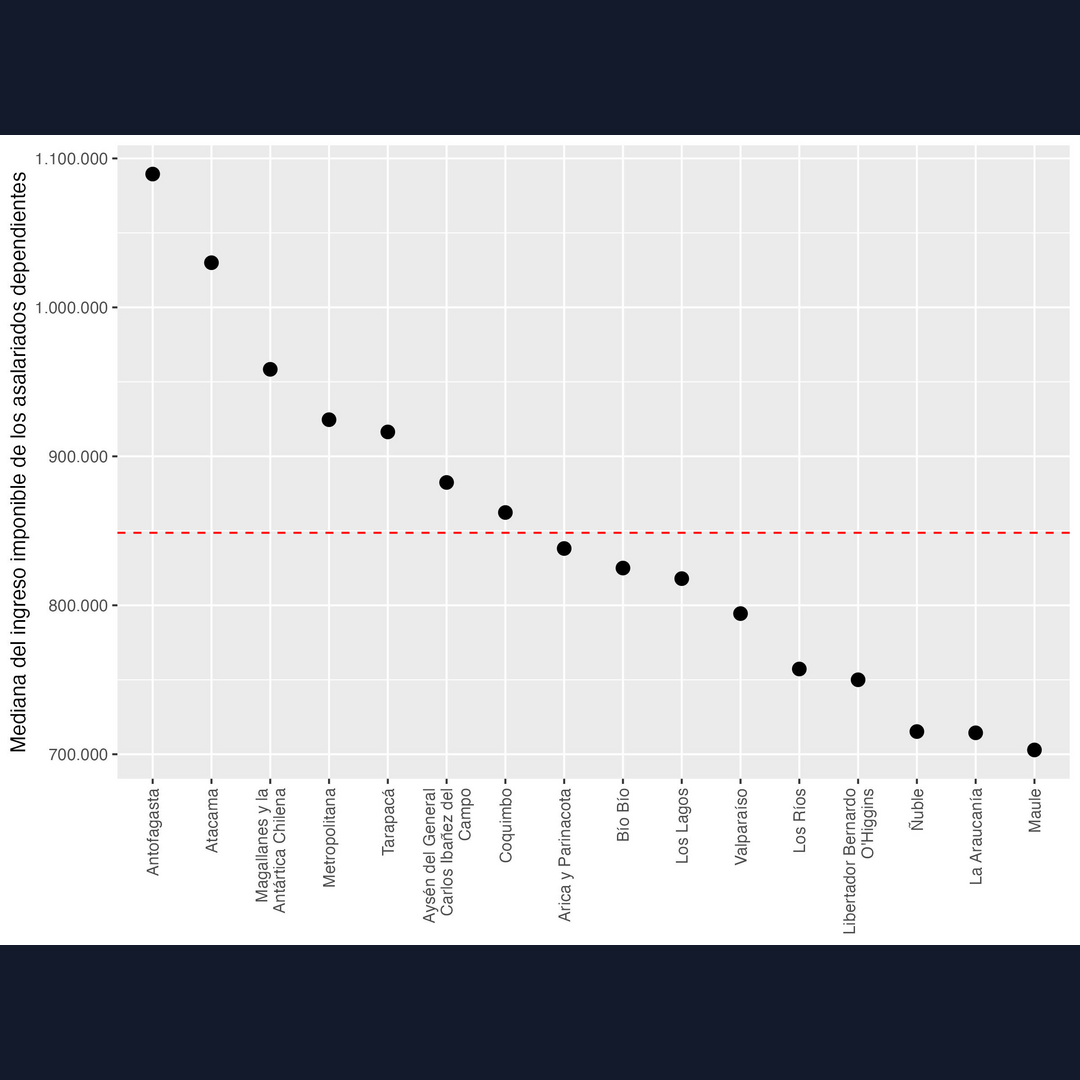 Mediana del ingreso imponible de los asalariados dependientes
1.100.000
1.000.000
900.000
800.000
700.000
Antofagasta
Atacama
Magallanes y la
Antártica Chilena
Metropolitana
Tarapacá
Aysén del General
Carlos Ibañez del
Campo
Coquimbo
Arica y Parinacota
Bío Bío
Los Lagos
Valparaíso
Los Ríos
Libertador Bernardo
O'Higgins
Ñuble
La Araucanía
Maule